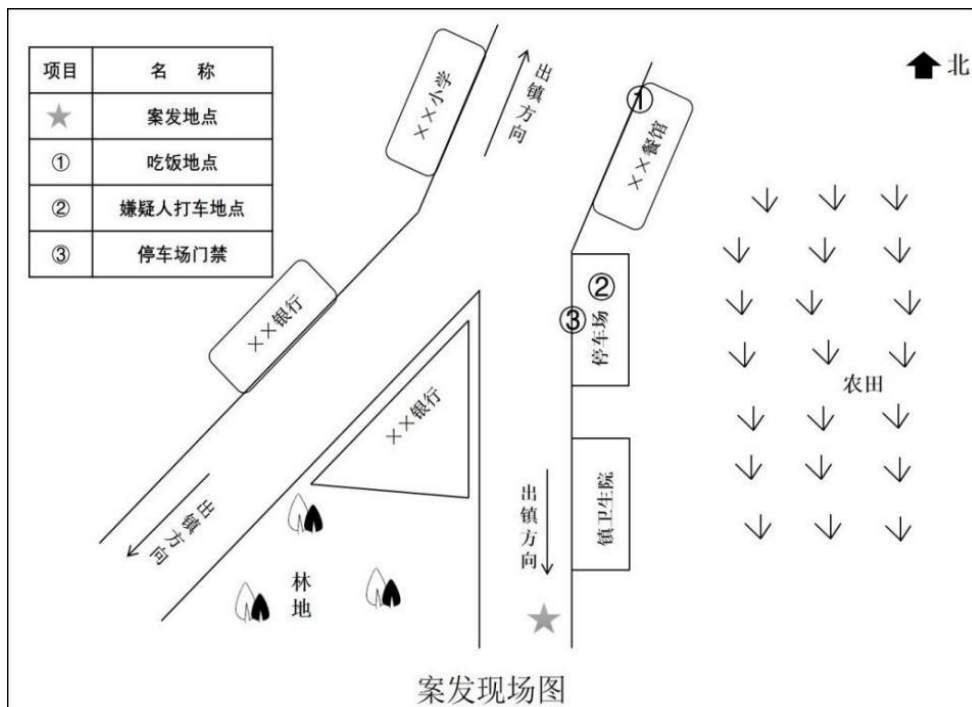 项目 名 称
★ 案发地点
① 吃饭地点
② 嫌疑人打车地点
③ 停车场门禁
××小学
出镇方向
①
××餐馆
北
××银行
②
③
停车场
××银行
农田
出镇方向
出镇方向
镇卫生院
林地
★
案发现场图